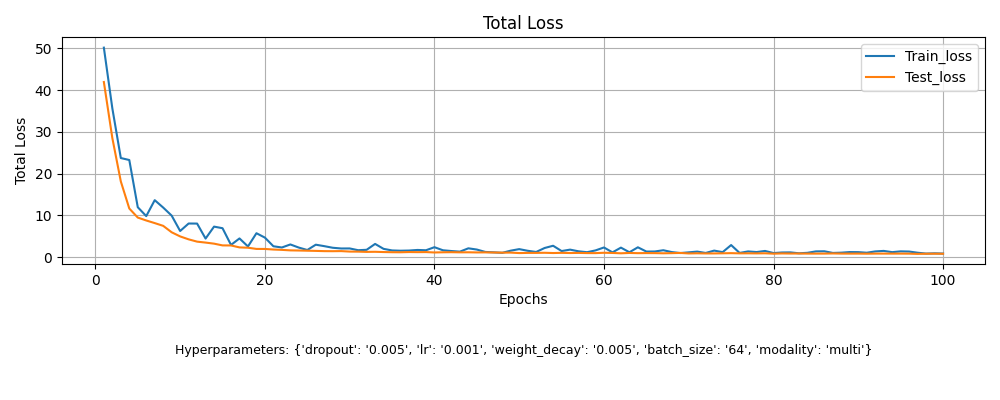 Total Loss
50
40
30
20
10
0
Total Loss
Train_loss
Test_loss
0 20 40 60 80 100
Epochs
Hyperparameters: {'dropout': '0.005', 'lr': '0.001', 'weight_decay': '0.005', 'batch_size': '64', 'modality': 'multi'}